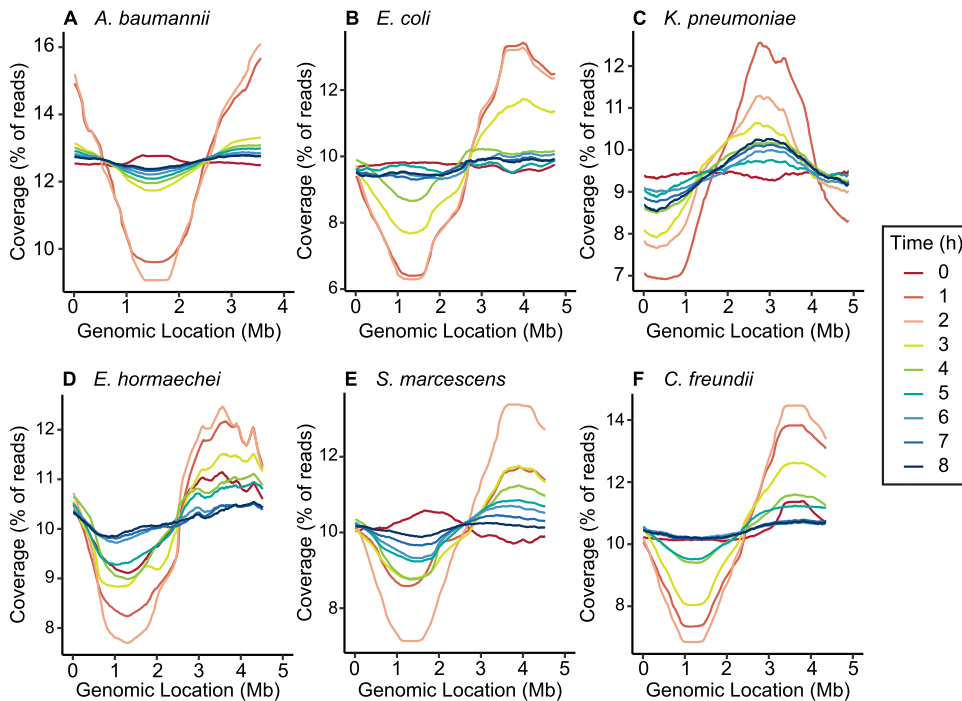 A A. baumannii
B E. coli
C K. pneumoniae
Coverage (% of reads)
16
14
12
10
0 1 2 3 4
Genomic Location (Mb)
Coverage (% of reads)
12
10
8
6
0 1 2 3 4 5
Genomic Location (Mb)
Coverage (% of reads)
12
11
10
9
8
7
0 1 2 3 4 5
Genomic Location (Mb)
Time (h)
0
1
2
3
4
5
6
7
8
D E. hormaechei
E S. marcescens
F C. freundii
Coverage (% of reads)
12
11
10
9
8
0 1 2 3 4 5
Genomic Location (Mb)
Coverage (% of reads)
12
10
8
0 1 2 3 4 5
Genomic Location (Mb)
Coverage (% of reads)
14
12
10
8
0 1 2 3 4 5
Genomic Location (Mb)